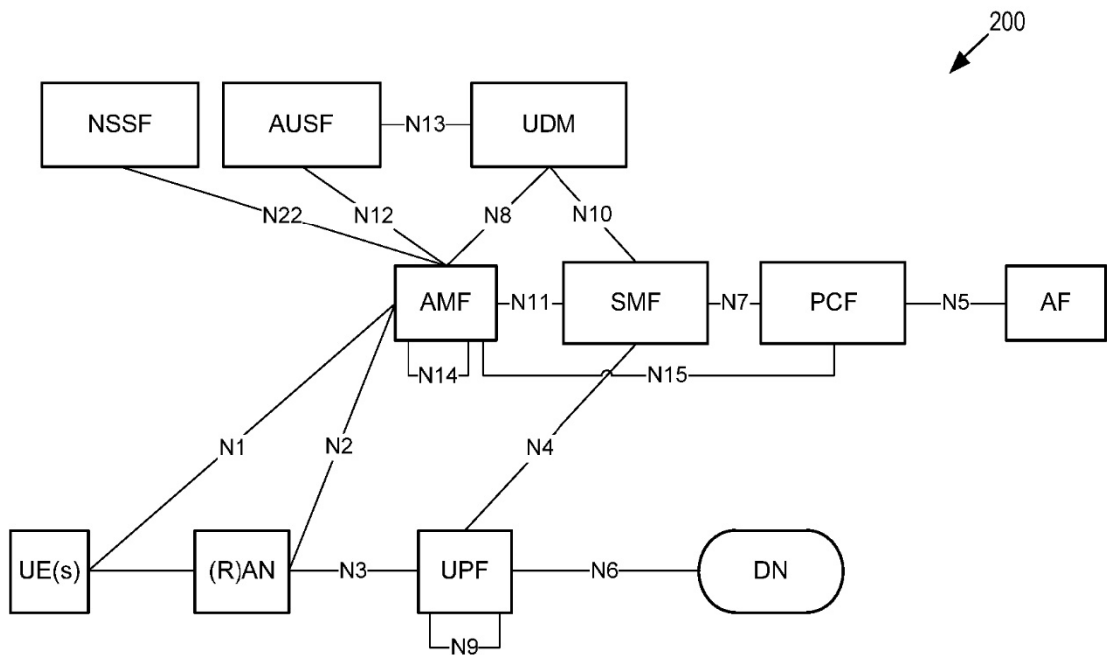 200
NSSF AUSF N13 UDM
N22 N12 N8 N10
AMF N11 SMF N7 PCF N5 AF
N14 N15
N1 N2 N4
UE(s) (R)AN N3 UPF N6 DN
N9